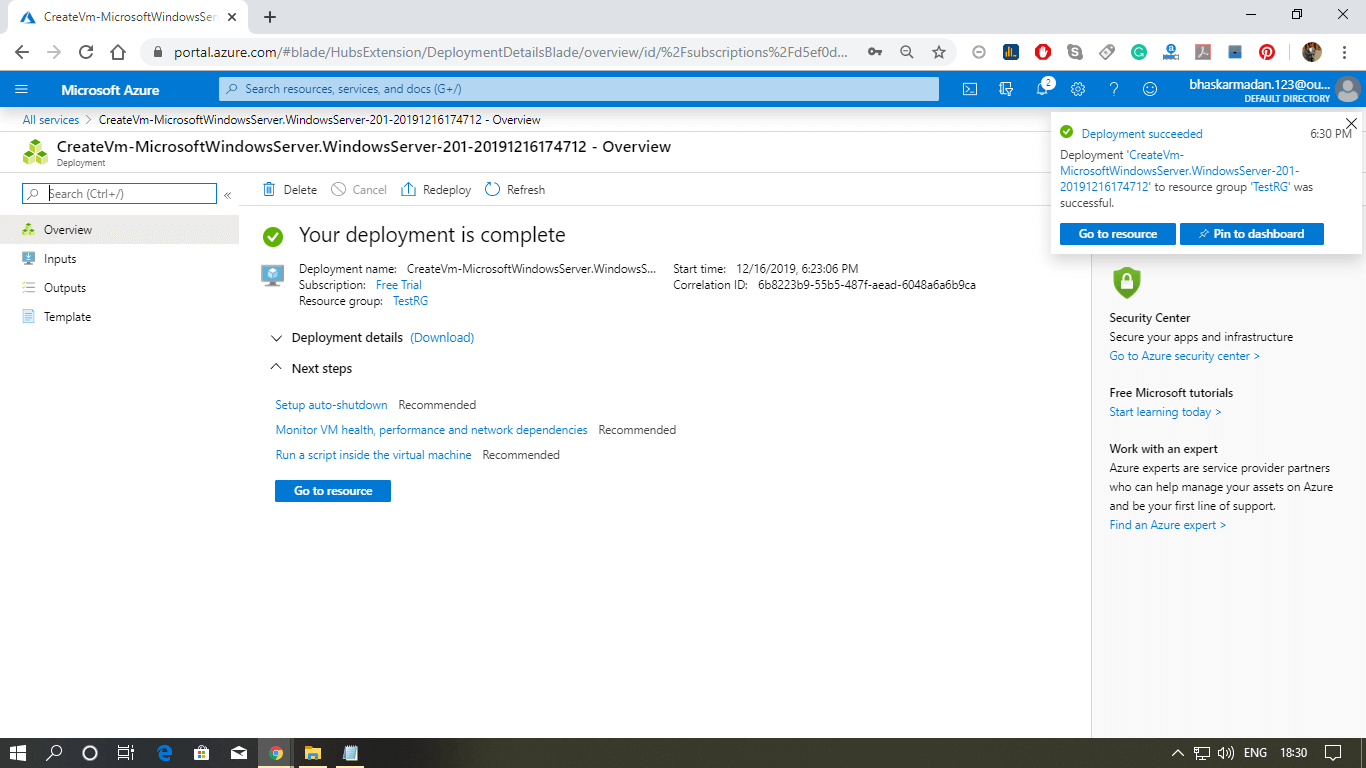 CreateVm-MicrosoftWindowsSer
portal.azure.com/#blade/HubsExtension/DeploymentDetailsBlade/overview/id/%2Fsubscriptions%2Fd5ef0d...
Microsoft Azure
Search resources, services, and docs (G+/)
2
bhaskarmadan.123@ou...
DEFAULT DIRECTORY
All services > CreateVm-MicrosoftWindowsServer.WindowsServer-201-20191216174712 - Overview
CreateVm-MicrosoftWindowsServer.WindowsServer-201-20191216174712 - Overview
Deployment
Search (Ctrl+/)
«
Overview
Inputs
Outputs
Template
Delete Cancel Redeploy Refresh
Your deployment is complete
Deployment name: CreateVm-MicrosoftWindowsServer.WindowsS...
Subscription: Free Trial
Resource group: TestRG
Start time: 12/16/2019, 6:23:06 PM
Correlation ID: 6b8223b9-55b5-487f-aead-6048a6a6b9ca
Deployment details (Download)
Next steps
Setup auto-shutdown Recommended
Monitor VM health, performance and network dependencies Recommended
Run a script inside the virtual machine Recommended
Go to resource
Deployment succeeded 6:30 PM
Deployment 'CreateVm-
MicrosoftWindowsServer.WindowsServer-201-
20191216174712' to resource group 'TestRG' was
successful.
Go to resource Pin to dashboard
Security Center
Secure your apps and infrastructure
Go to Azure security center >
Free Microsoft tutorials
Start learning today >
Work with an expert
Azure experts are service provider partners
who can help manage your assets on Azure
and be your first line of support.
Find an Azure expert >
ENG 18:30